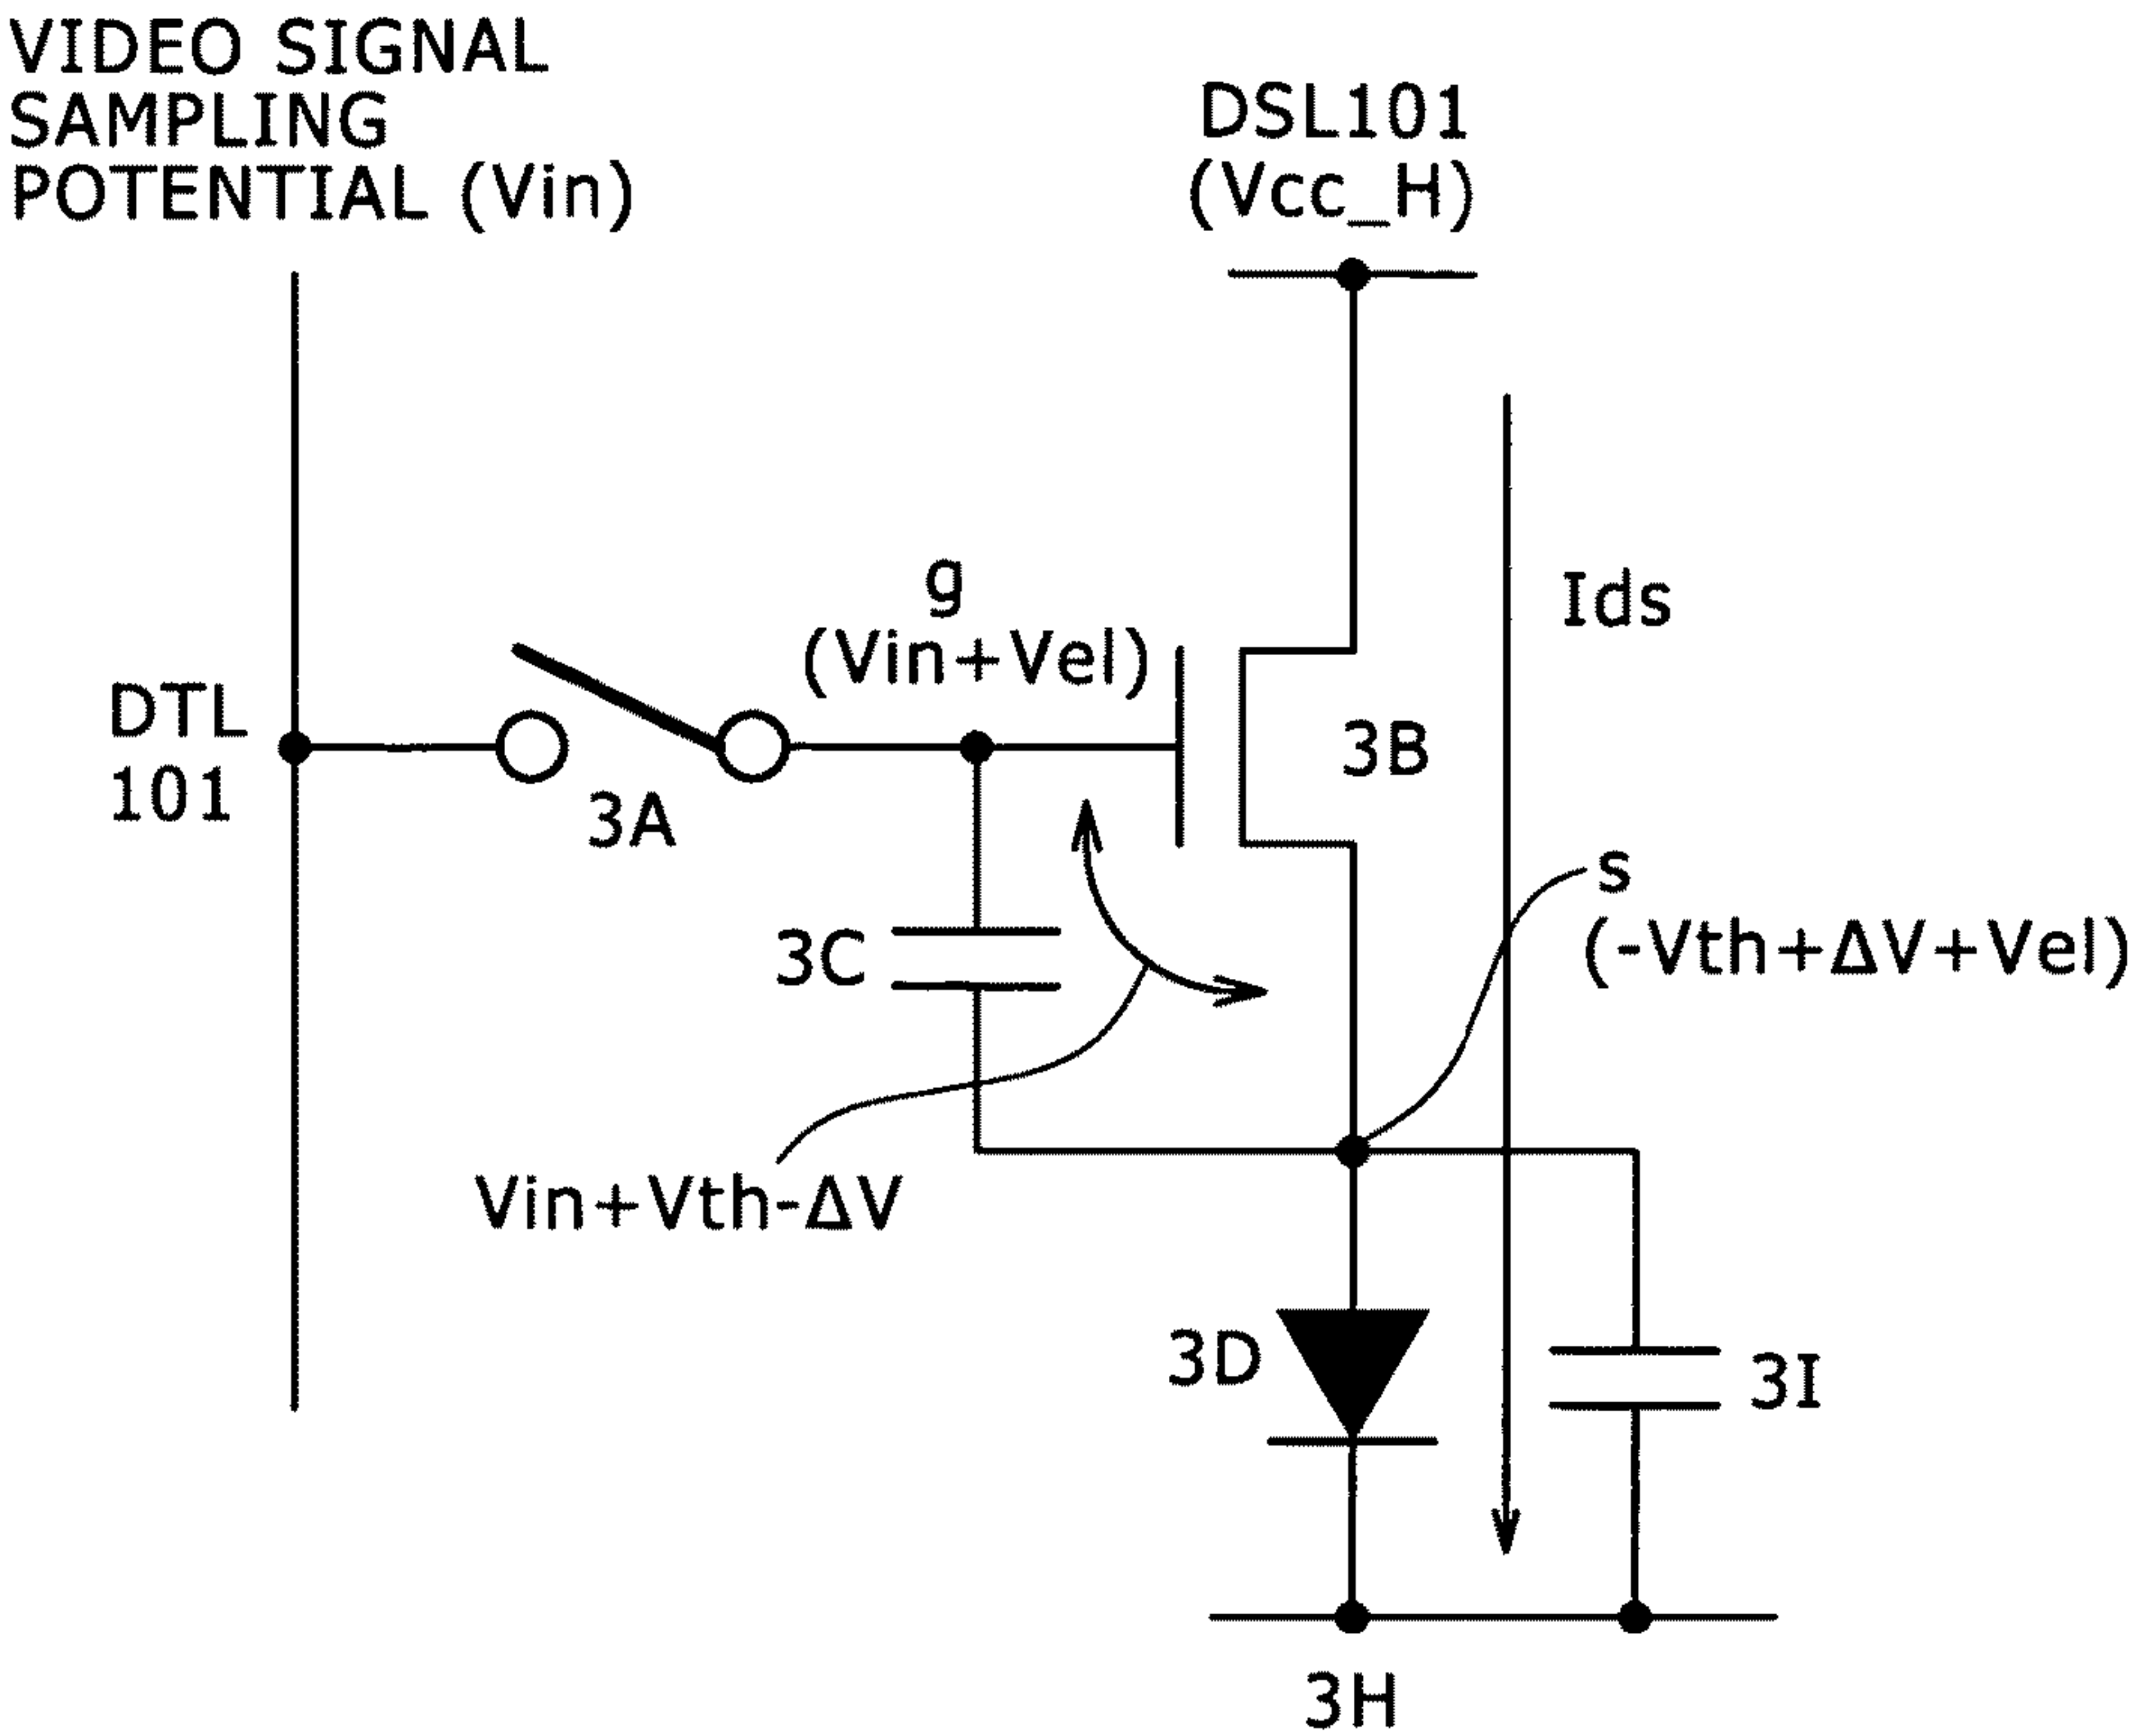 VIDEO SIGNAL
SAMPLING
POTENTIAL (Vin)
DSL101
(Vcc_H)
g
(Vin+Vel)
Ids
DTL
101
3A
3B
3C
s
(-Vth+ΔV+Vel)
Vin+Vth-ΔV
3D
3I
3H